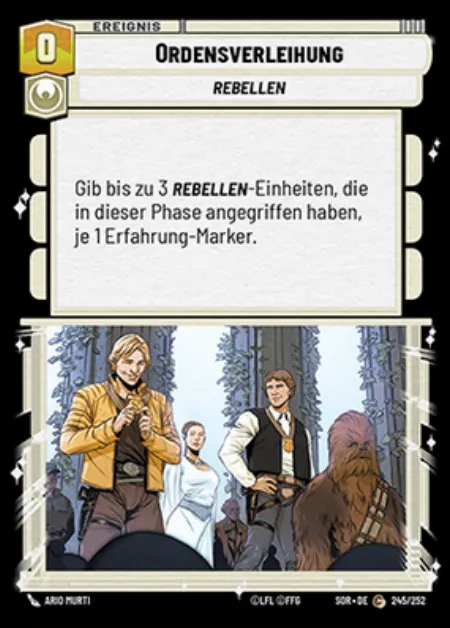 EREIGNIS
0
ORDENSVERLEIHUNG
REBELLEN
Gib bis zu 3 REBELLEN-Einheiten, die
in dieser Phase angegriffen haben,
je 1 Erfahrung-Marker.
ARIO MURTI ©LFL ©FFG SOR • DE C 245/252